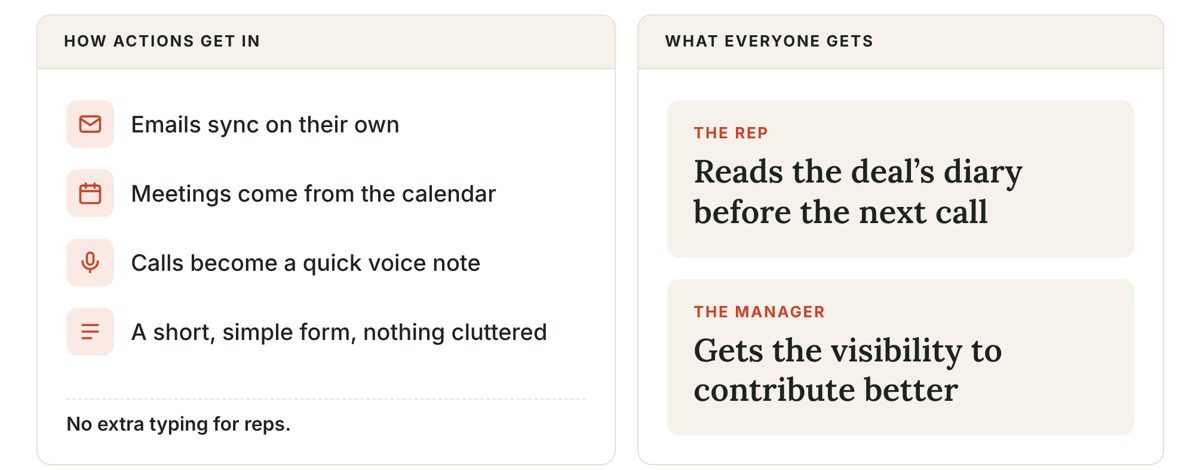 HOW ACTIONS GET IN
Emails sync on their own
Meetings come from the calendar
Calls become a quick voice note
A short, simple form, nothing cluttered
No extra typing for reps.
WHAT EVERYONE GETS
THE REP
Reads the deal’s diary
before the next call
THE MANAGER
Gets the visibility to
contribute better